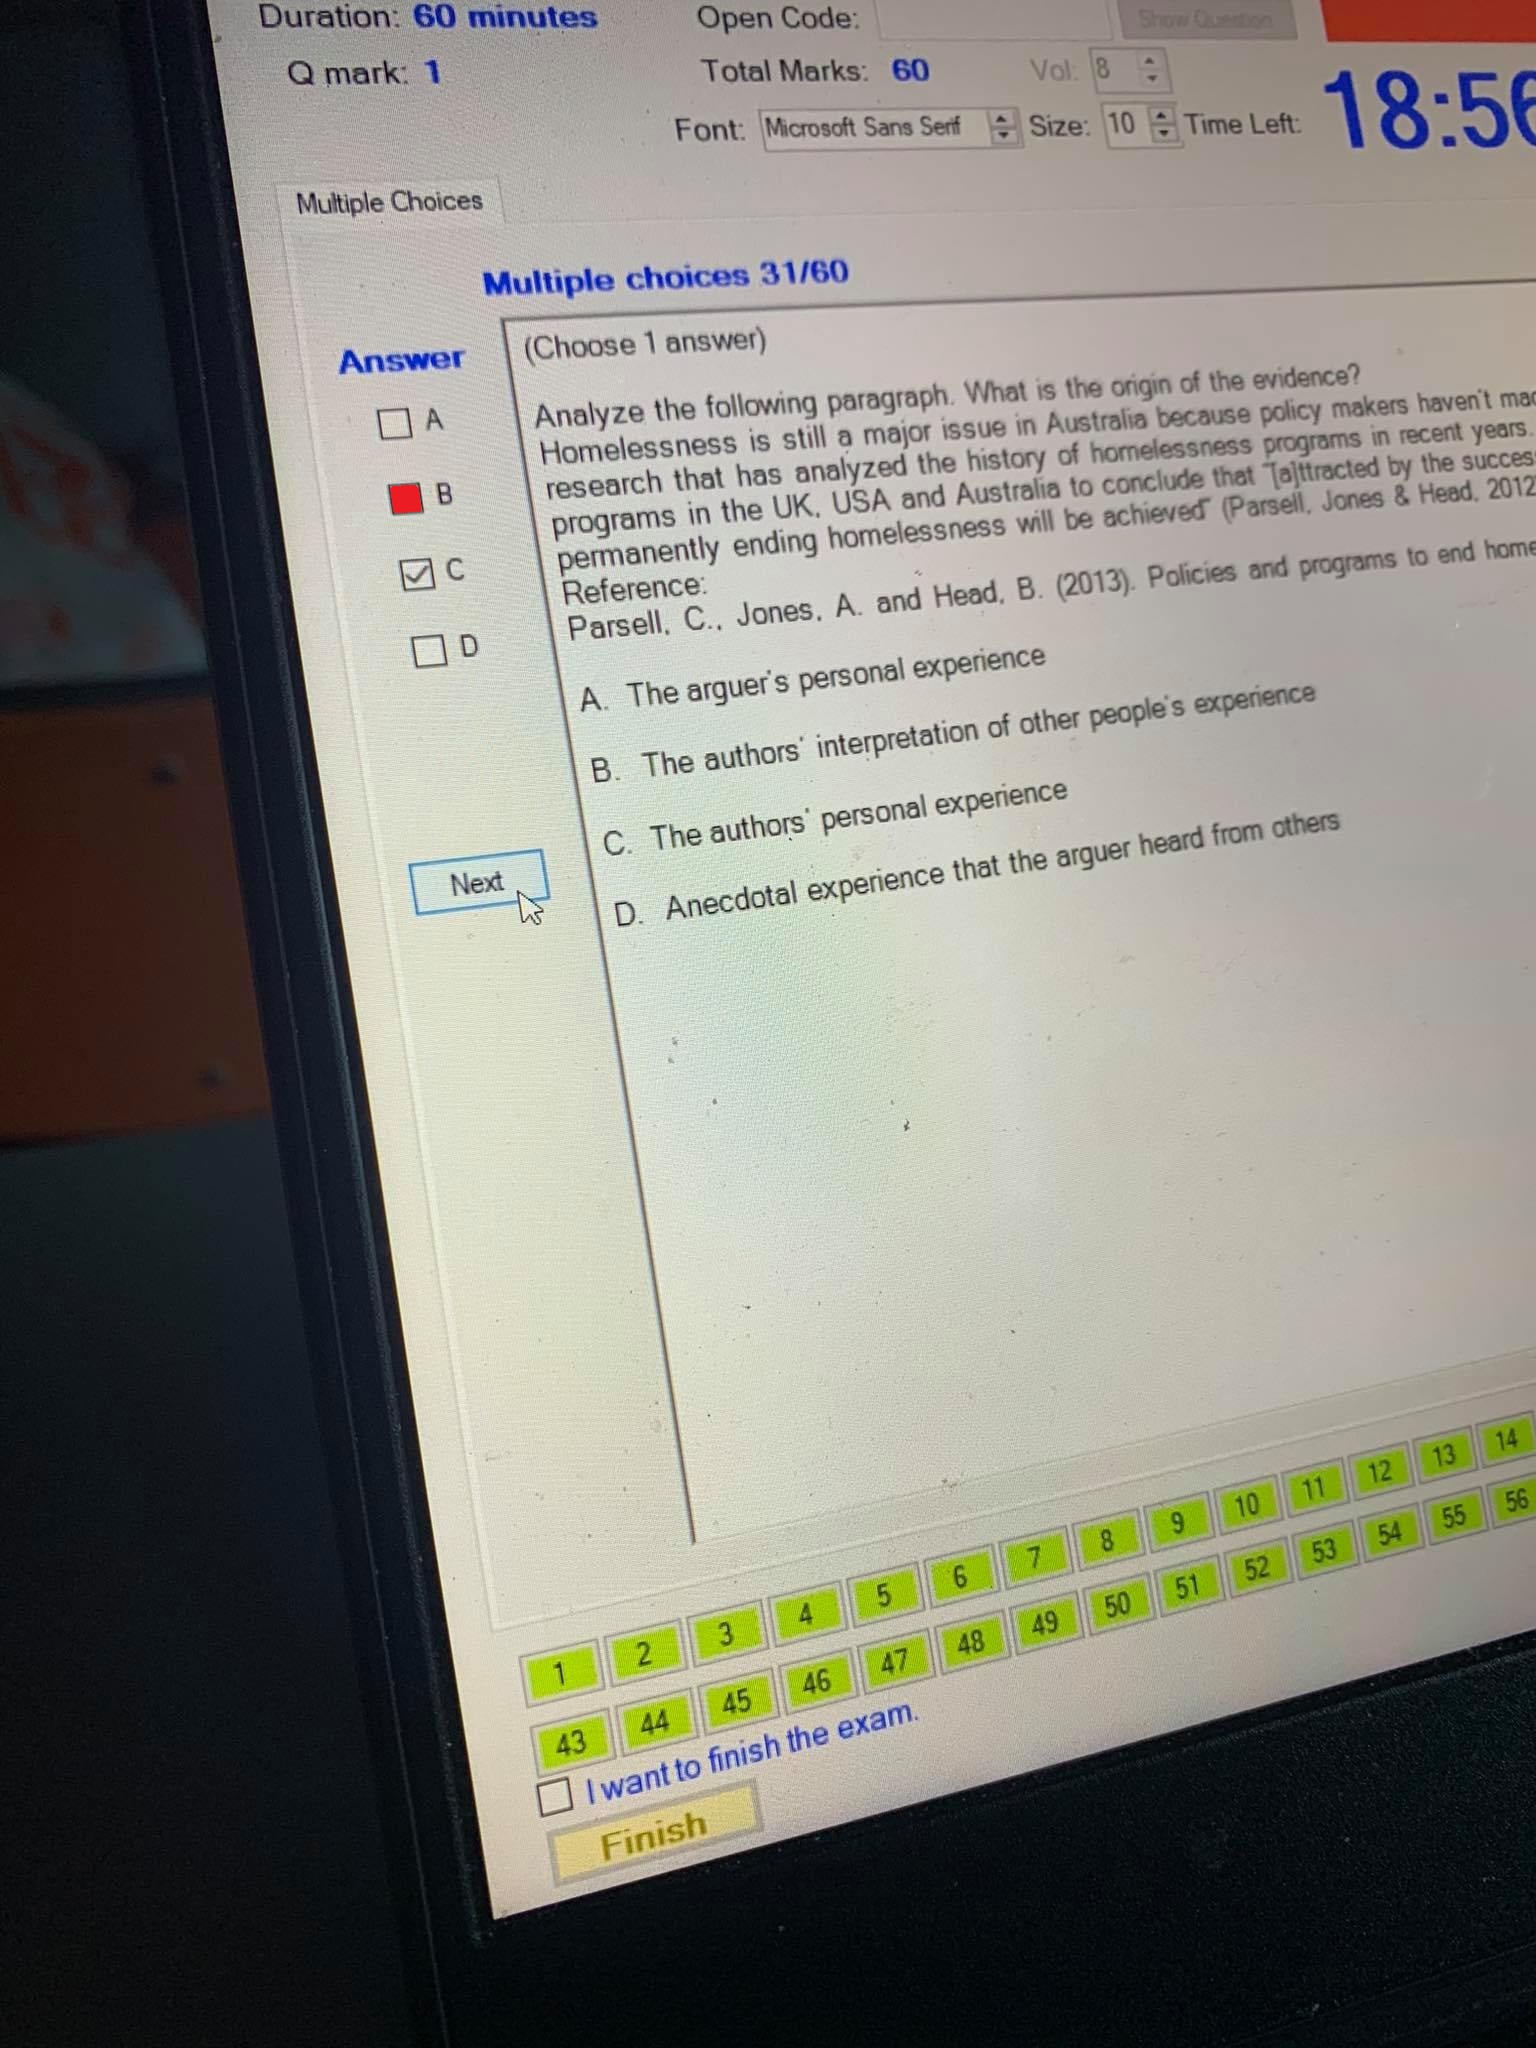 Duration: 60 minutes
Open Code:
Show Question
Q mark: 1
Total Marks: 60
Vol: 8
Font: Microsoft Sans Serif
Size: 10
Time Left:
18:56
Multiple Choices
Multiple choices 31/60
Answer
A
B
C
D
Next
(Choose 1 answer)
Analyze the following paragraph. What is the origin of the evidence?
Homelessness is still a major issue in Australia because policy makers haven't
research that has analyzed the history of homelessness programs in recent years.
programs in the UK, USA and Australia to conclude that "[a]ttracted by the
permanently ending homelessness will be achieved" (Parsell, Jones & Head, 2012
Reference:
Parsell, C., Jones, A. and Head, B. (2013). Policies and programs to end
A. The arguer's personal experience
B. The authors' interpretation of other people's experience
C. The authors' personal experience
D. Anecdotal experience that the arguer heard from others
1 2 3 4 5 6 7 8 9 10 11 12 13 14
43 44 45 46 47 48 49 50 51 52 53 54 55 56
I want to finish the exam.
Finish